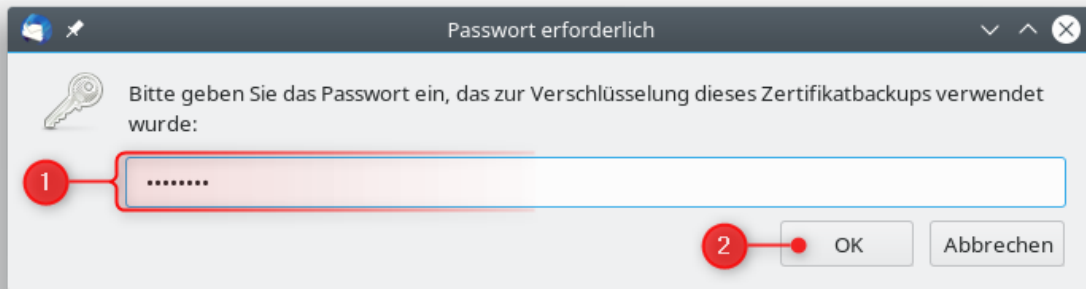 Passwort erforderlich
Bitte geben Sie das Passwort ein, das zur Verschlüsselung dieses Zertifikatbackups verwendet
wurde:
1
••••••••
2
OK
Abbrechen